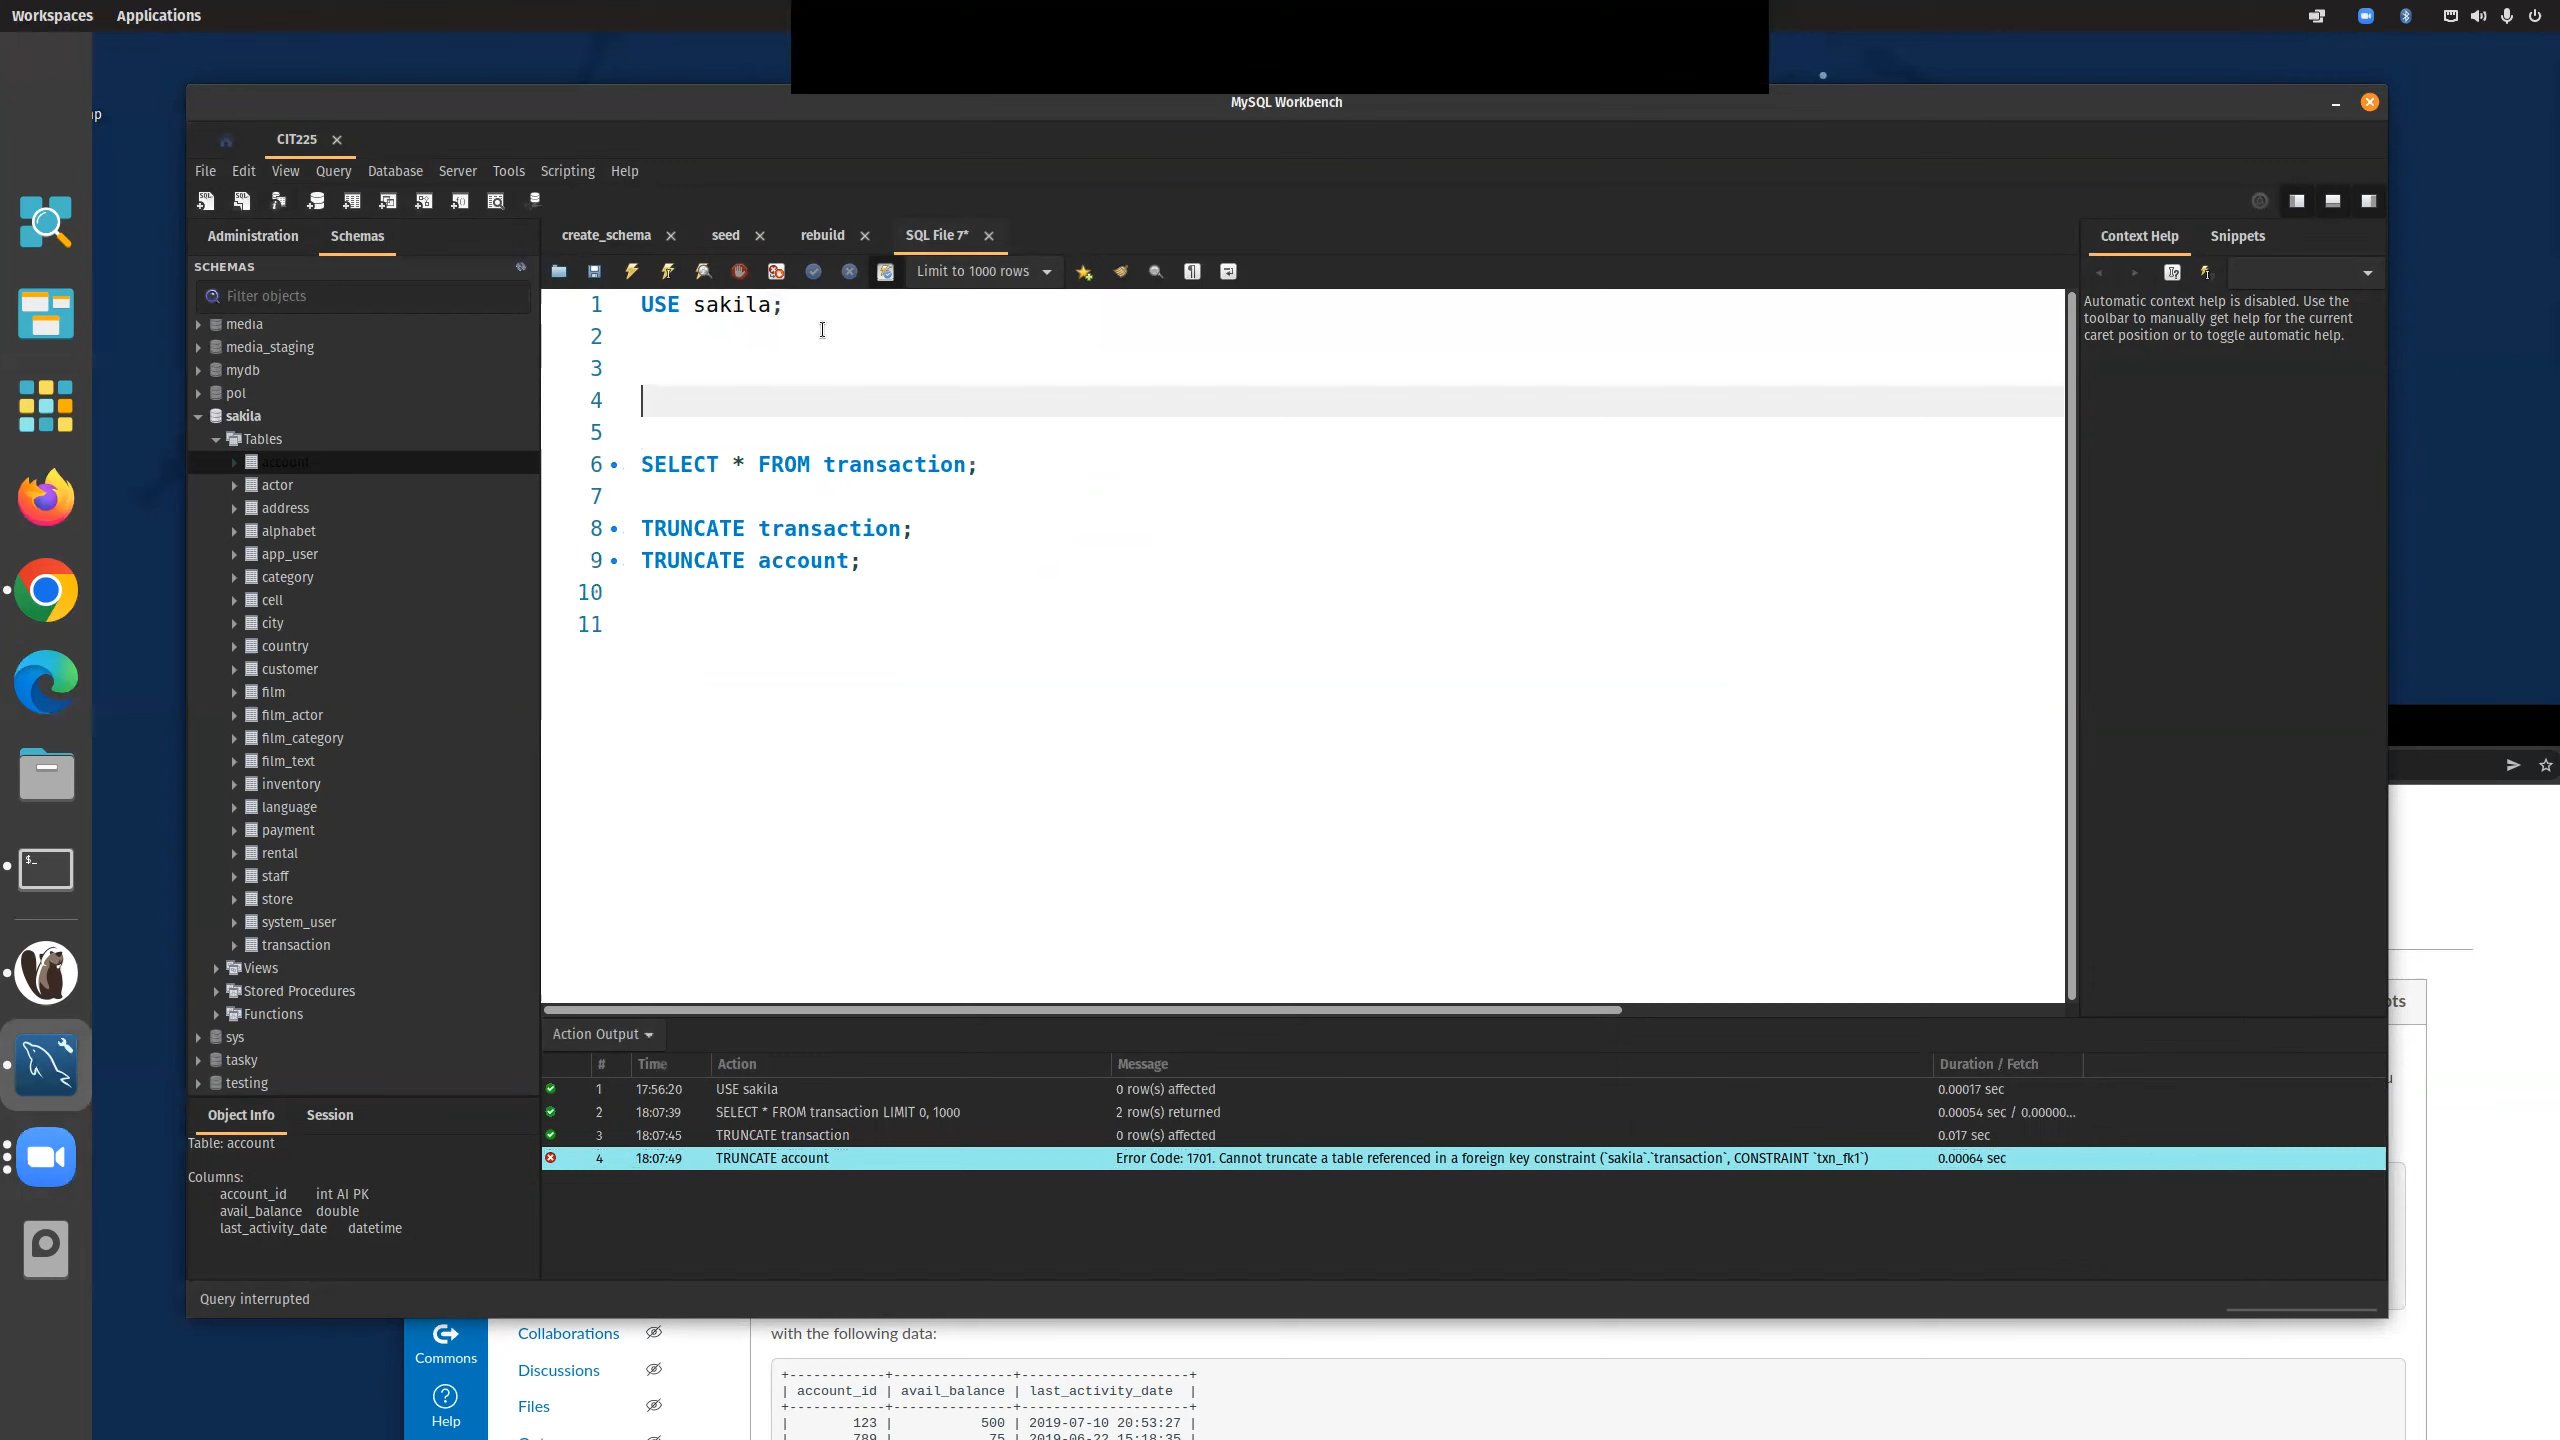 Workspaces Applications
MySQL Workbench
CIT225
File Edit View Query Database Server Tools Scripting Help
Administration Schemas
create_schema seed rebuild SQL File 7*
Context Help Snippets
SCHEMAS
Filter objects
Limit to 1000 rows
Automatic context help is disabled. Use the
toolbar to manually get help for the current
caret position or to toggle automatic help.
media
media_staging
mydb
pol
sakila
Tables
account
actor
address
alphabet
app_user
category
cell
city
country
customer
film
film_actor
film_category
film_text
inventory
language
payment
rental
staff
store
system_user
transaction
Views
Stored Procedures
Functions
sys
tasky
testing
1 USE sakila;
2
3
4
5
6 SELECT * FROM transaction;
7
8 TRUNCATE transaction;
9 TRUNCATE account;
10
11
Action Output
# Time Action Message Duration / Fetch
1 17:56:20 USE sakila 0 row(s) affected 0.00017 sec
2 18:07:39 SELECT * FROM transaction LIMIT 0, 1000 2 row(s) returned 0.00054 sec / 0.00000...
3 18:07:45 TRUNCATE transaction 0 row(s) affected 0.017 sec
4 18:07:49 TRUNCATE account Error Code: 1701. Cannot truncate a table referenced in a foreign key constraint (`sakila`.`transaction`, CONSTRAINT `txn_fk1`) 0.00064 sec
Object Info Session
Table: account
Columns:
account_id int AI PK
avail_balance double
last_activity_date datetime
Query interrupted
Commons
Help
Collaborations
Discussions
Files
with the following data:
| account_id | avail_balance | last_activity_date |
| 123 | 500 | 2019-07-10 20:53:27 |
| 789 | 75 | 2019-06-22 15:18:35 |